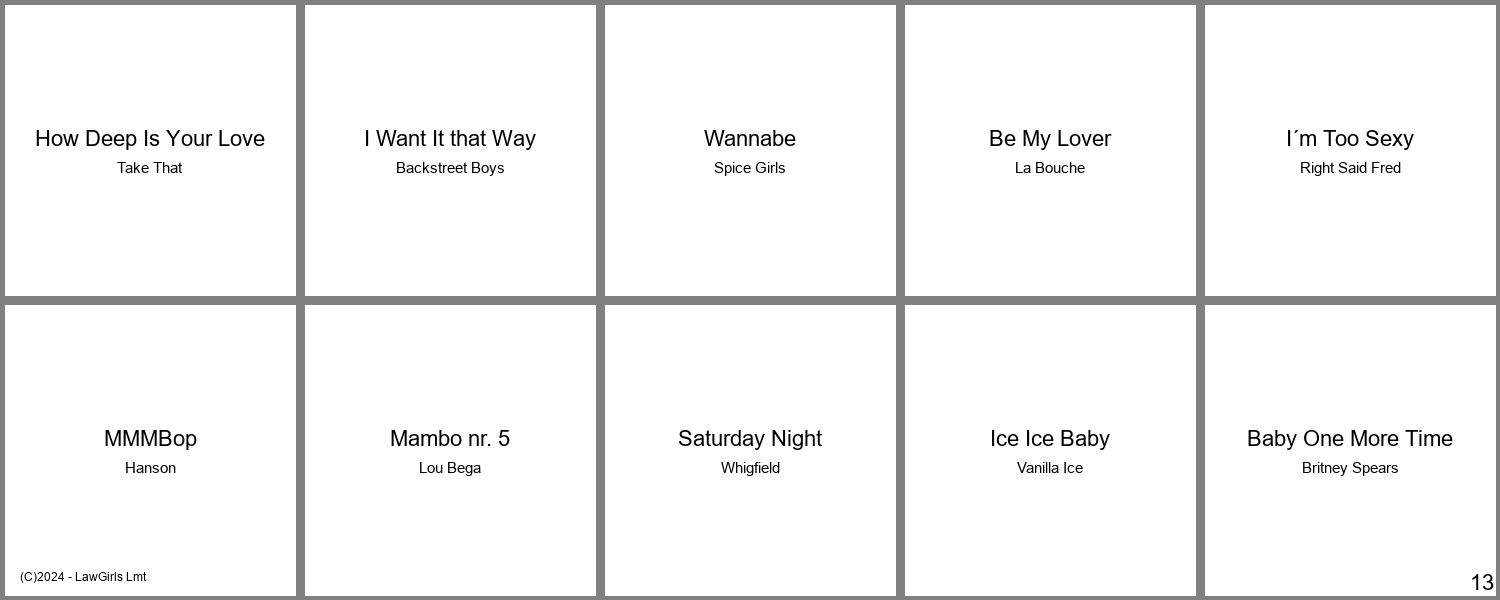 How Deep Is Your Love
Take That
I Want It that Way
Backstreet Boys
Wannabe
Spice Girls
Be My Lover
La Bouche
I´m Too Sexy
Right Said Fred
MMMBop
Hanson
Mambo nr. 5
Lou Bega
Saturday Night
Whigfield
Ice Ice Baby
Vanilla Ice
Baby One More Time
Britney Spears
(C)2024 - LawGirls Lmt
13